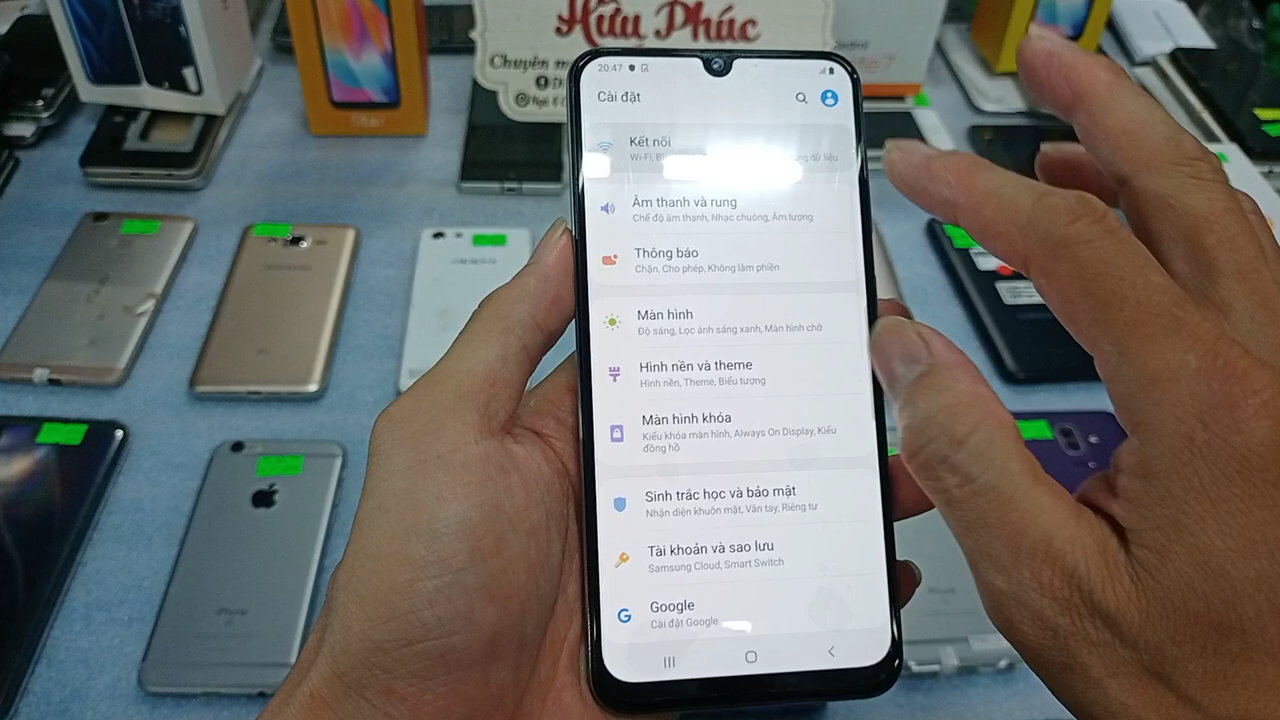 Hữu Phúc
Chuyên
20:47
Cài đặt
Kết nối
Wi-Fi,
dữ liệu
Âm thanh và rung
Chế độ âm thanh, Nhạc chuông, Âm lượng
Thông báo
Chặn, Cho phép, Không làm phiền
Màn hình
Độ sáng, Lọc ánh sáng xanh, Màn hình chờ
Hình nền và theme
Hình nền, Theme, Biểu tượng
Màn hình khóa
Kiểu khóa màn hình, Always On Display, Kiểu
đồng hồ
Sinh trắc học và bảo mật
Nhận diện khuôn mặt, Vân tay, Riêng tư
Tài khoản và sao lưu
Samsung Cloud, Smart Switch
Google
Cài đặt Google
SAMSUNG
iPhone